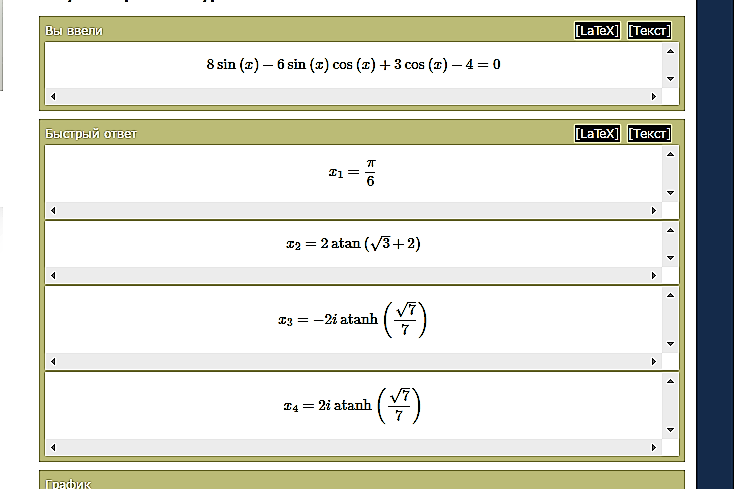 Вы ввели [LaTeX] [Текст]
8 sin (x) − 6 sin (x) cos (x) + 3 cos (x) − 4 = 0
Быстрый ответ [LaTeX] [Текст]
x₁ = π/6
x₂ = 2 atan (√3 + 2)
x₃ = −2i atanh (√7/7)
x₄ = 2i atanh (√7/7)
График